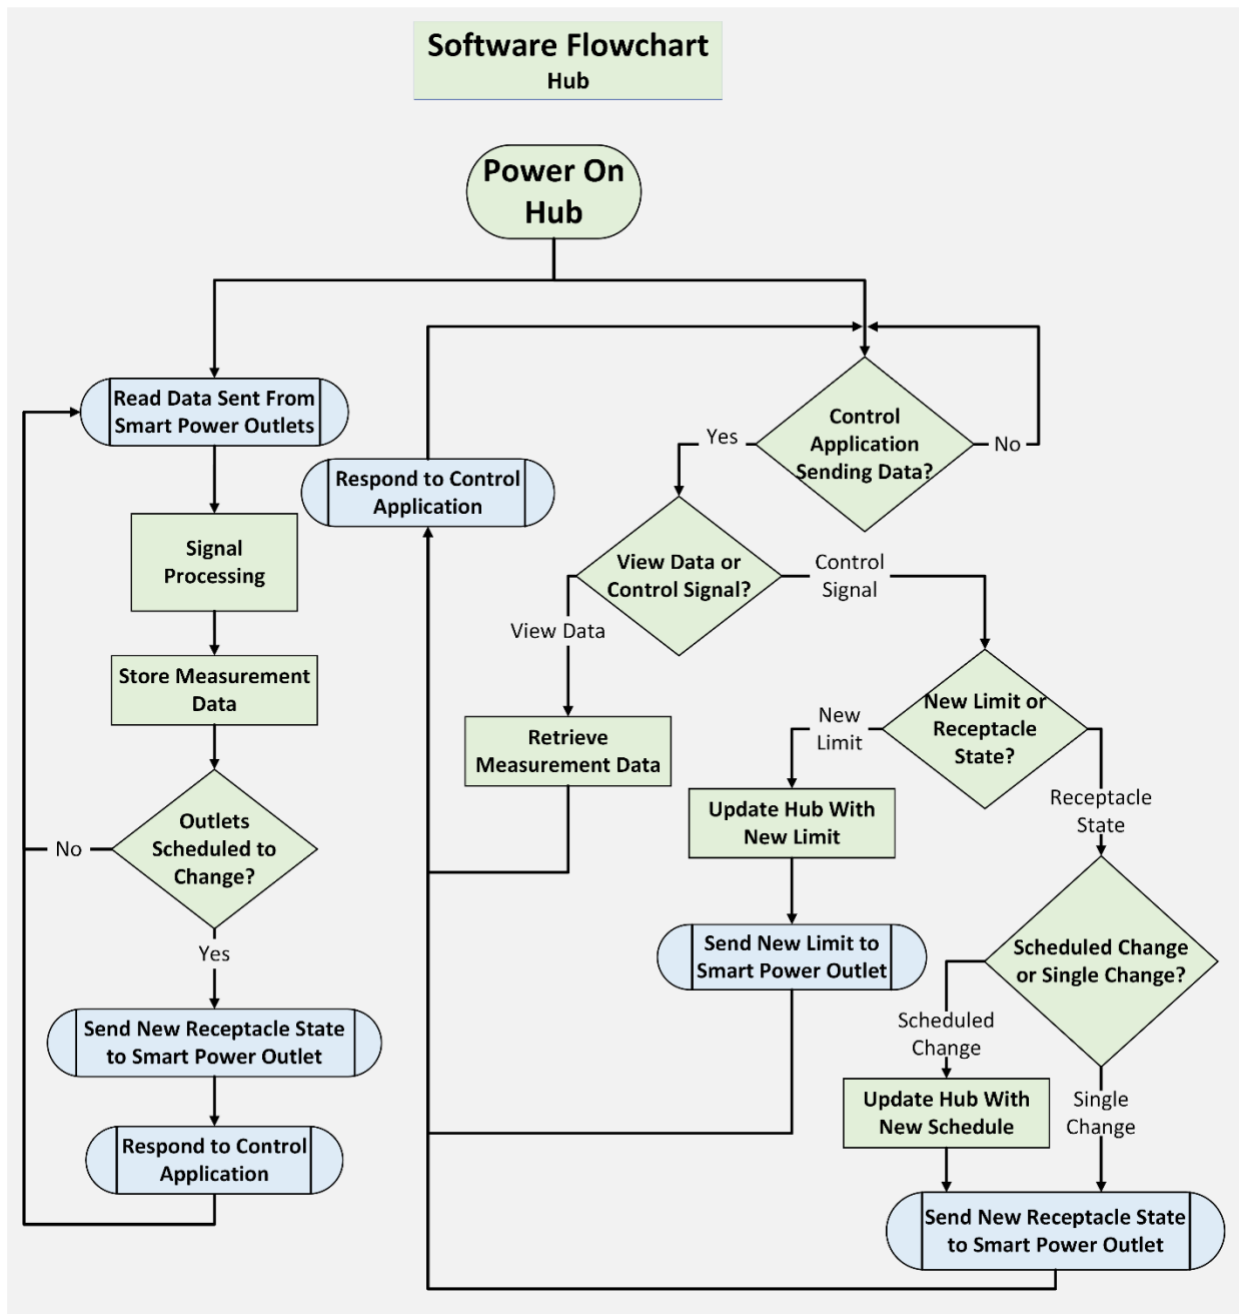 Software Flowchart
Hub
Power On
Hub
Read Data Sent From
Smart Power Outlets
Signal
Processing
Store Measurement
Data
Outlets
Scheduled to
Change?
No
Yes
Send New Receptacle State
to Smart Power Outlet
Respond to Control
Application
Respond to Control
Application
Control
Application
Sending Data?
Yes
No
View Data or
Control Signal?
View Data
Control
Signal
Retrieve
Measurement Data
New Limit or
Receptacle
State?
New
Limit
Receptacle
State
Update Hub With
New Limit
Send New Limit to
Smart Power Outlet
Scheduled Change
or Single Change?
Scheduled
Change
Single
Change
Update Hub With
New Schedule
Send New Receptacle State
to Smart Power Outlet